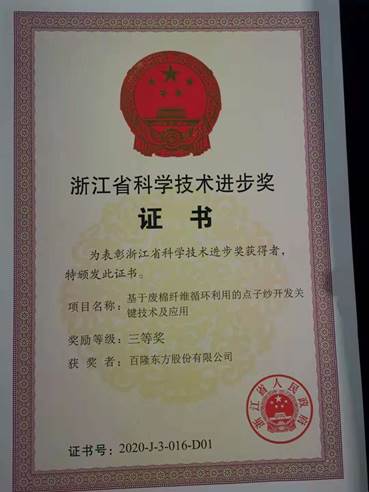 浙江省科学技术进步奖
证 书
为表彰浙江省科学技术进步奖获得者，
特颁发此证书。
项目名称：基于废棉纤维循环利用的点子纱开发关
键技术及应用
奖励等级：三等奖
获 奖 者：百隆东方股份有限公司
浙江省人民政府
证书号：2020-J-3-016-D01